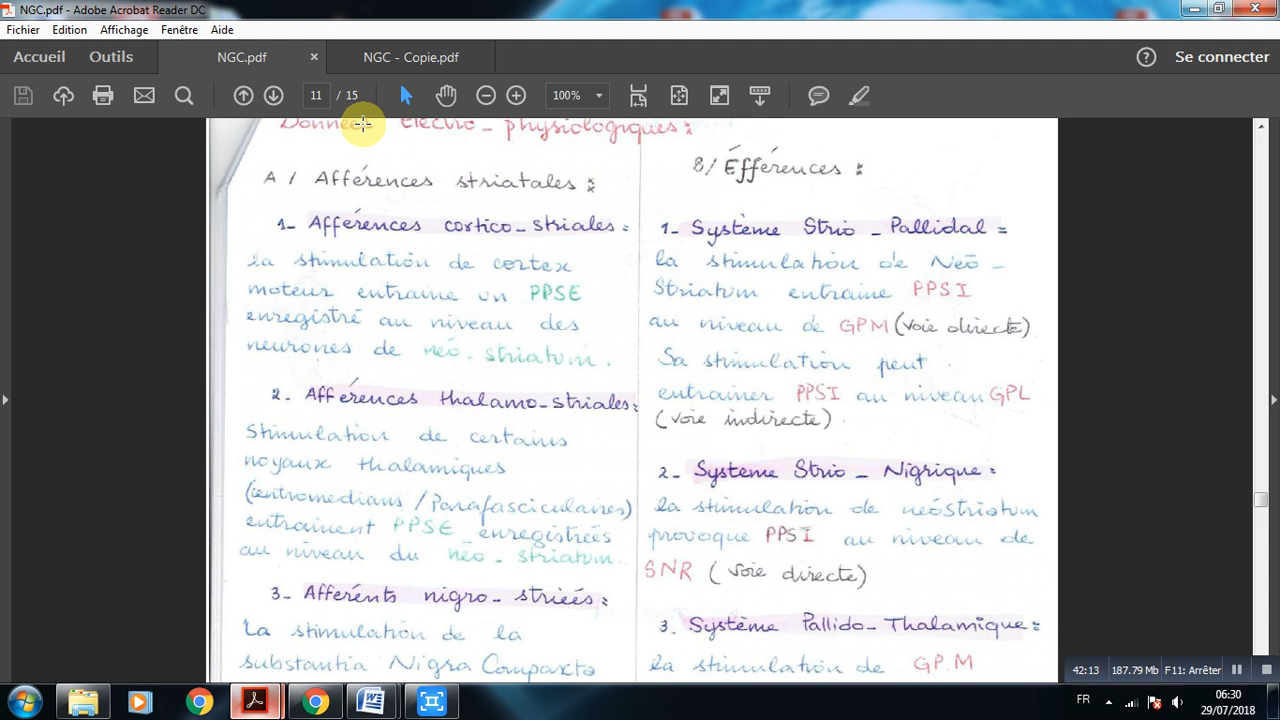 NGC.pdf - Adobe Acrobat Reader DC
Fichier Edition Affichage Fenêtre Aide
Accueil Outils NGC.pdf × NGC - Copie.pdf ? Se connecter
11 / 15 100%
Données électro-physiologiques:
A / Afférences striatales:
1- Afférences cortico-striales:
la stimulation de cortex
moteur entraine un PPSE
enregistré au niveau des
neurones de néo-striatum.
2- Afférences thalamo-striales:
Stimulation de certains
noyaux thalamiques
(centromedians / Parafasciculaires)
entrainent PPSE enregistrées
au niveau du néo-striatum.
3- Afférents nigro-striés:
La stimulation de la
substantia Nigra Compacta
B/ Éfférences:
1- Système Strio-Pallidal:
la stimulation de Néo-
Striatum entraine PPSI
au niveau de GPM (voie directe)
Sa stimulation peut
entrainer PPSI au niveau GPL
(voie indirecte).
2- Systeme Strio-Nigrique:
la stimulation de néostriatum
provoque PPSI au niveau de
SNR (voie directe)
3. Système Pallido-Thalamique:
la stimulation de GP.M
42:13 187.79 Mb F11: Arrêter
FR 06:30
29/07/2018